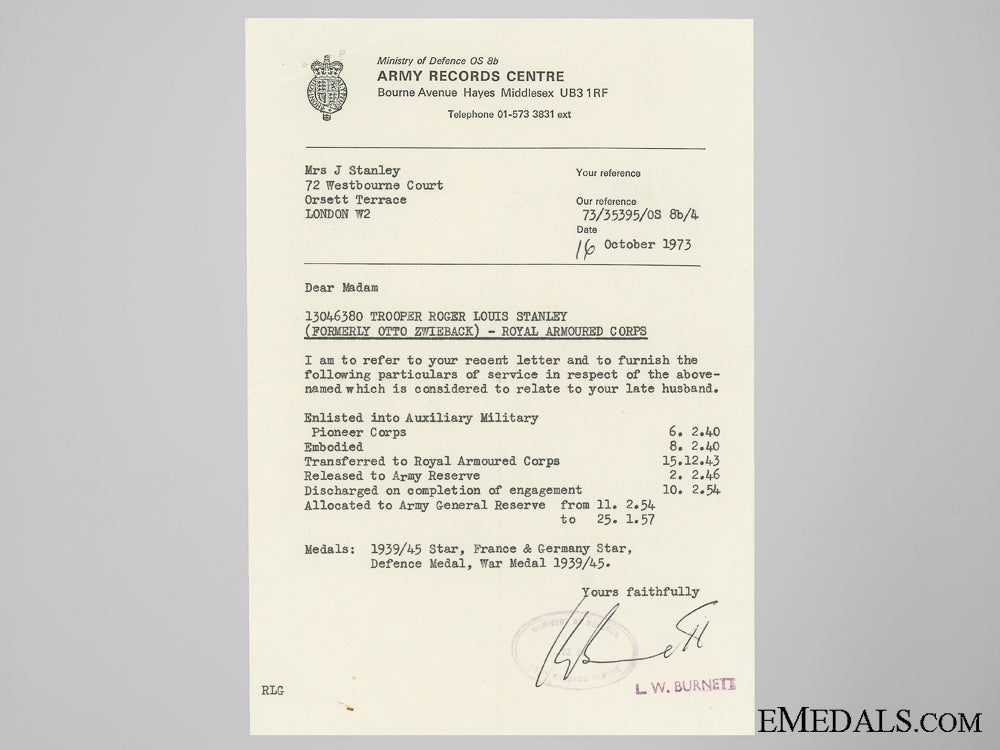 Ministry of Defence OS 8b
ARMY RECORDS CENTRE
Bourne Avenue Hayes Middlesex UB3 1RF
Telephone 01-573 3831 ext
Mrs J Stanley
72 Westbourne Court
Orsett Terrace
LONDON W2
Your reference
Our reference
73/35395/OS 8b/4
Date
16 October 1973
Dear Madam
13046380 TROOPER ROGER LOUIS STANLEY
(FORMERLY OTTO ZWIEBACK) - ROYAL ARMOURED CORPS
I am to refer to your recent letter and to furnish the
following particulars of service in respect of the above-
named which is considered to relate to your late husband.
Enlisted into Auxiliary Military
Pioneer Corps 6. 2.40
Embodied 8. 2.40
Transferred to Royal Armoured Corps 15.12.43
Released to Army Reserve 2. 2.46
Discharged on completion of engagement 10. 2.54
Allocated to Army General Reserve from 11. 2.54
to 25. 1.57
Medals: 1939/45 Star, France & Germany Star,
Defence Medal, War Medal 1939/45.
Yours faithfully
MINISTRY OF DEFENCE
L. W. BURNETT
RLG
EMEDALS.COM